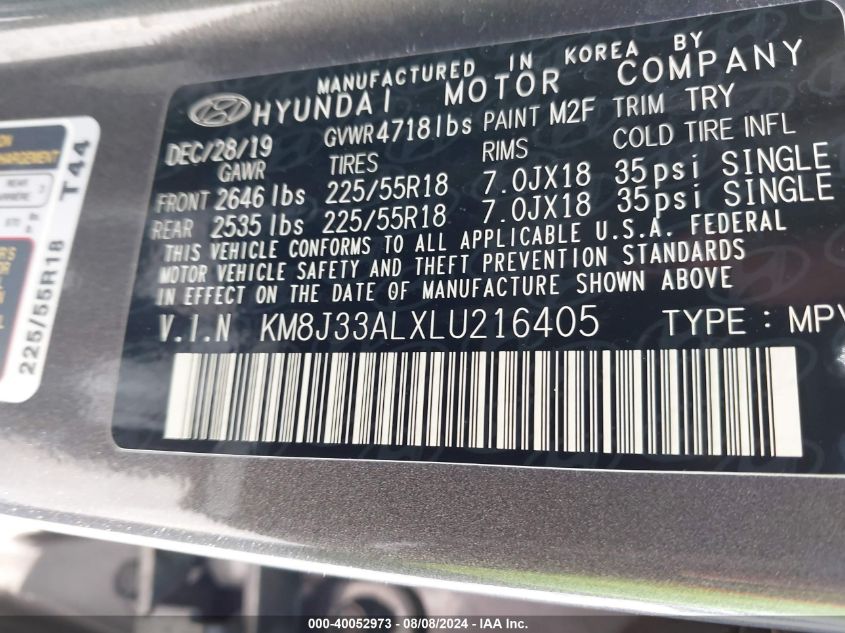 MANUFACTURED IN KOREA BY
HYUNDAI MOTOR COMPANY
DEC/28/19 GVWR 4718lbs PAINT M2F TRIM TRY
GAWR TIRES RIMS COLD TIRE INFL
FRONT 2646 lbs 225/55R18 7.0JX18 35psi SINGLE
REAR 2535 lbs 225/55R18 7.0JX18 35psi SINGLE
THIS VEHICLE CONFORMS TO ALL APPLICABLE U.S.A. FEDERAL
MOTOR VEHICLE SAFETY AND THEFT PREVENTION STANDARDS
IN EFFECT ON THE DATE OF MANUFACTURE SHOWN ABOVE
V.I.N KM8J33ALXLU216405 TYPE : MPV
T44
225/55R18
000-40052973 - 08/08/2024 - IAA Inc.